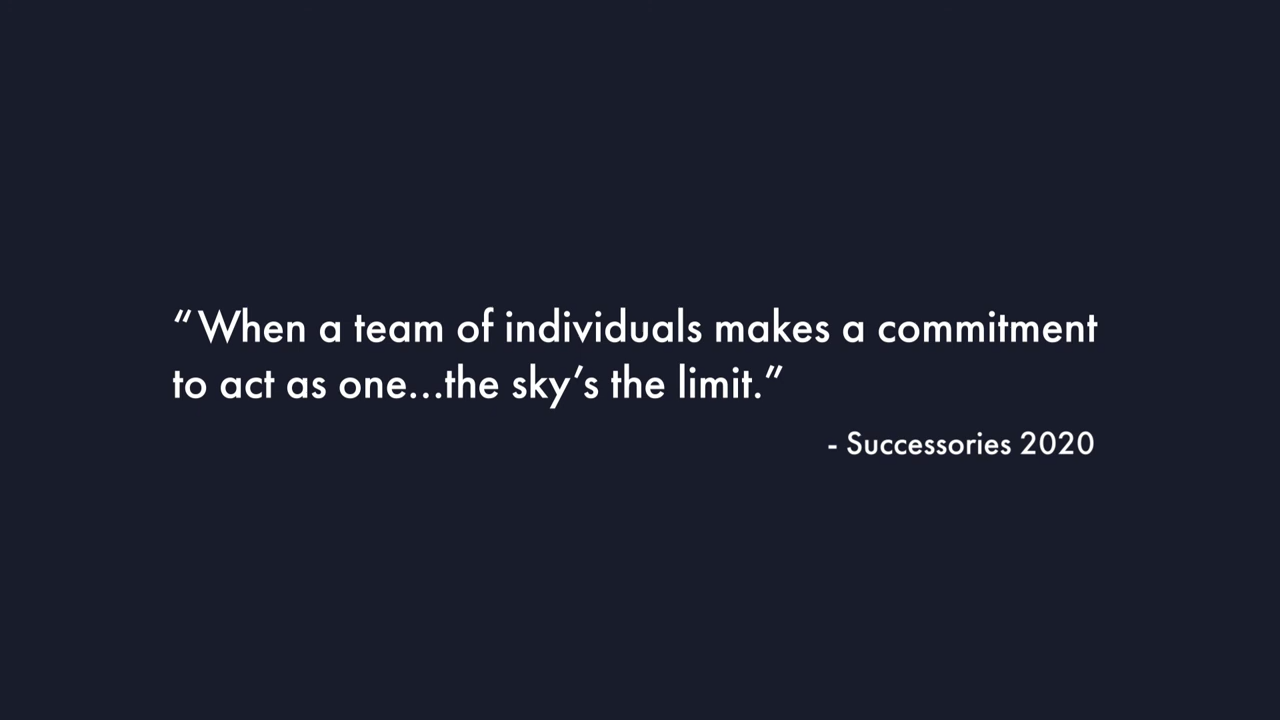 “When a team of individuals makes a commitment
to act as one...the sky’s the limit.”
- Successories 2020